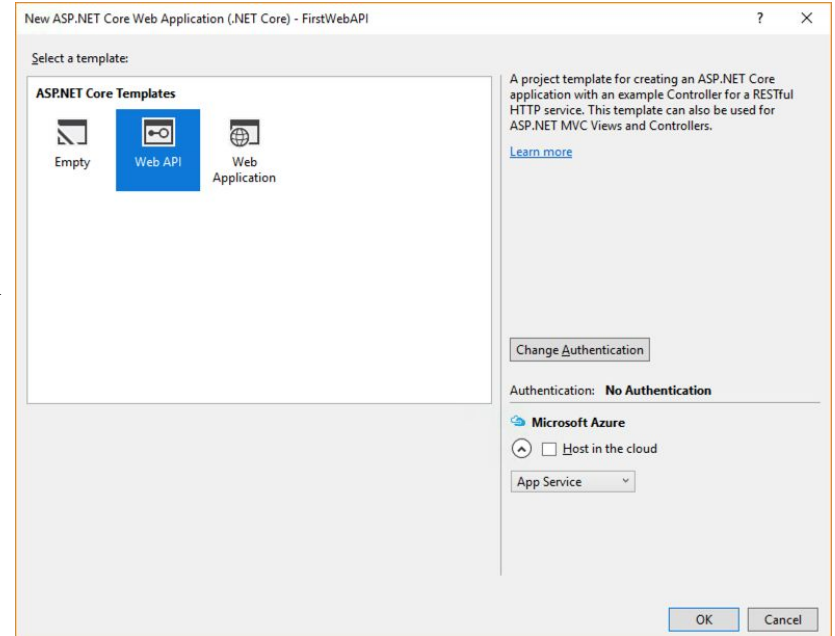 New ASP.NET Core Web Application (.NET Core) - FirstWebAPI
? ×
Select a template:
ASP.NET Core Templates
Empty
Web API
Web
Application
A project template for creating an ASP.NET Core
application with an example Controller for a RESTful
HTTP service. This template can also be used for
ASP.NET MVC Views and Controllers.
Learn more
Change Authentication
Authentication: No Authentication
Microsoft Azure
Host in the cloud
App Service
OK
Cancel